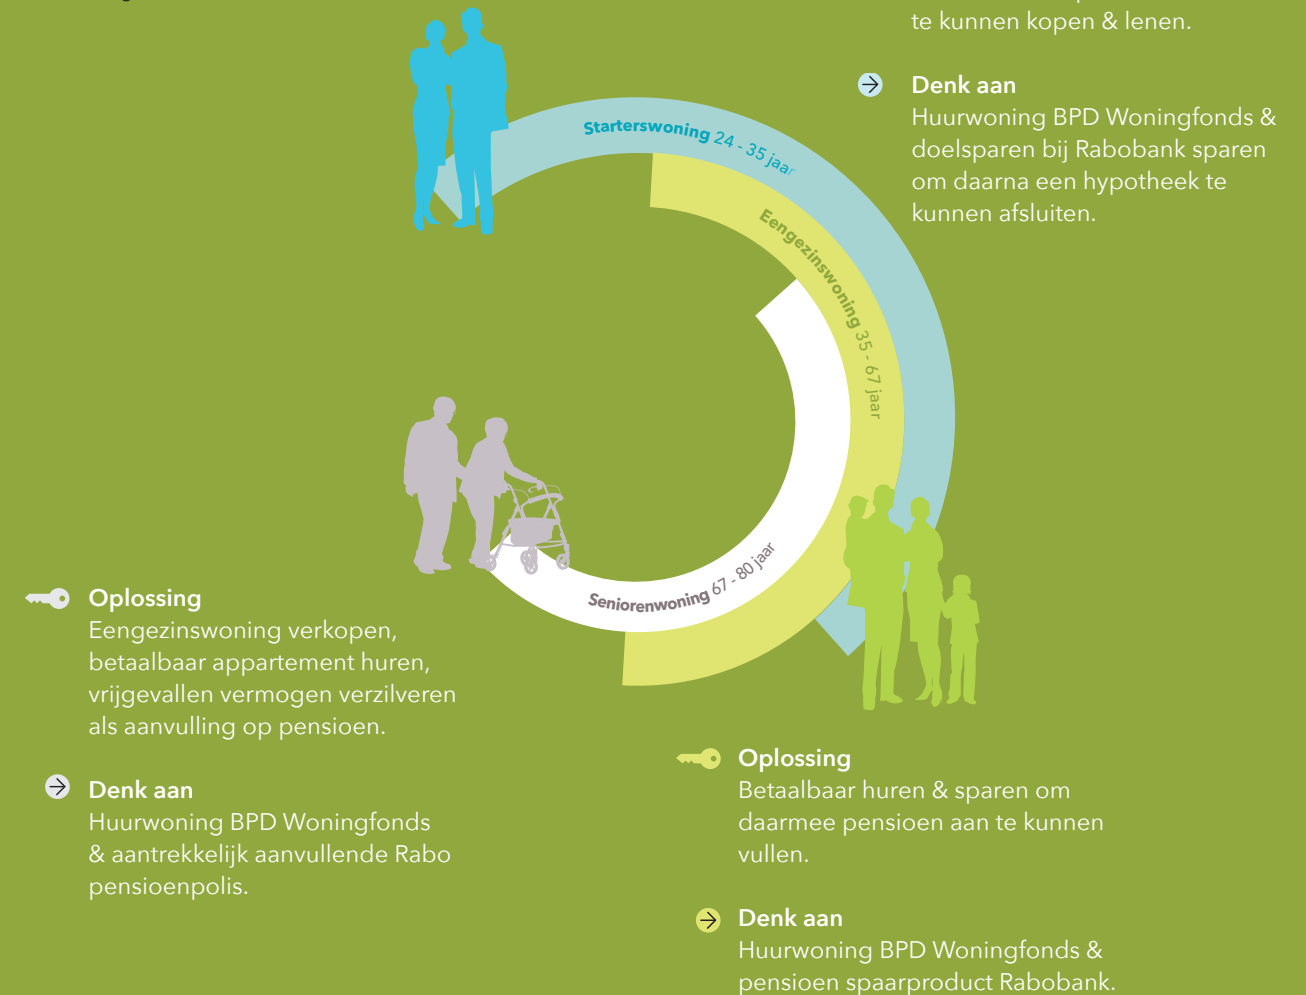 te kunnen kopen & lenen.
Denk aan
Huurwoning BPD Woningfonds &
doelsparen bij Rabobank sparen
om daarna een hypotheek te
kunnen afsluiten.
Starterswoning 24 - 35 jaar
Eengezinswoning 35 - 67 jaar
Seniorenwoning 67 - 80 jaar
Oplossing
Eengezinswoning verkopen,
betaalbaar appartement huren,
vrijgevallen vermogen verzilveren
als aanvulling op pensioen.
Denk aan
Huurwoning BPD Woningfonds
& aantrekkelijk aanvullende Rabo
pensioenpolis.
Oplossing
Betaalbaar huren & sparen om
daarmee pensioen aan te kunnen
vullen.
Denk aan
Huurwoning BPD Woningfonds &
pensioen spaarproduct Rabobank.